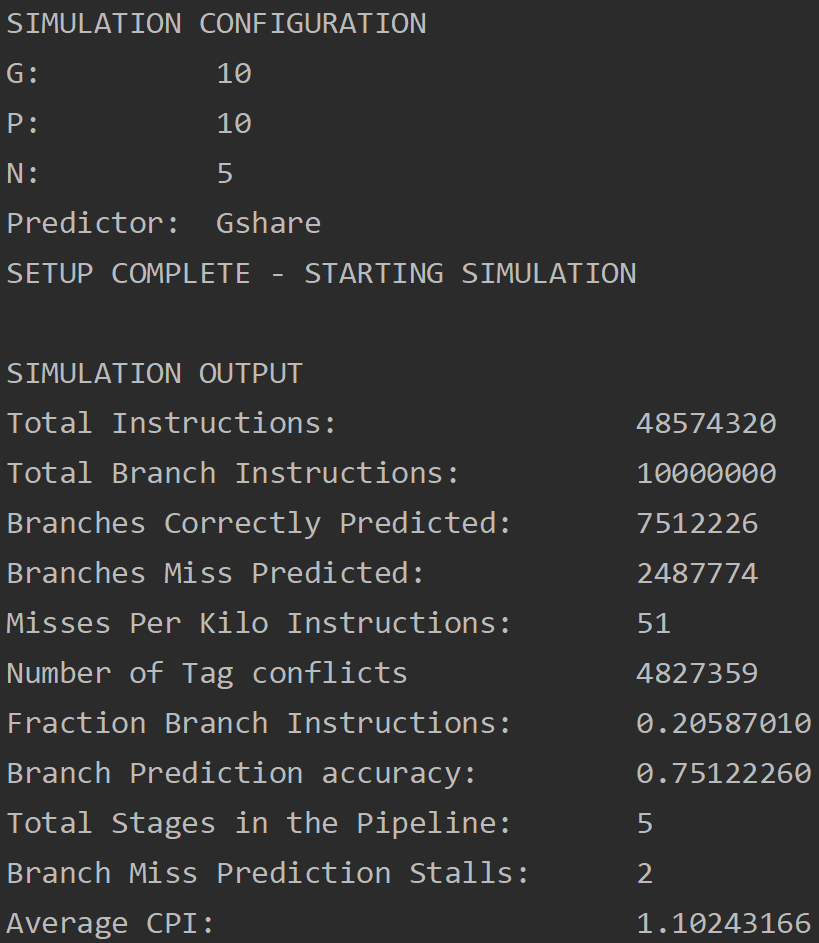 SIMULATION CONFIGURATION
G: 10
P: 10
N: 5
Predictor: Gshare
SETUP COMPLETE - STARTING SIMULATION
SIMULATION OUTPUT
Total Instructions: 48574320
Total Branch Instructions: 10000000
Branches Correctly Predicted: 7512226
Branches Miss Predicted: 2487774
Misses Per Kilo Instructions: 51
Number of Tag conflicts 4827359
Fraction Branch Instructions: 0.20587010
Branch Prediction accuracy: 0.75122260
Total Stages in the Pipeline: 5
Branch Miss Prediction Stalls: 2
Average CPI: 1.10243166